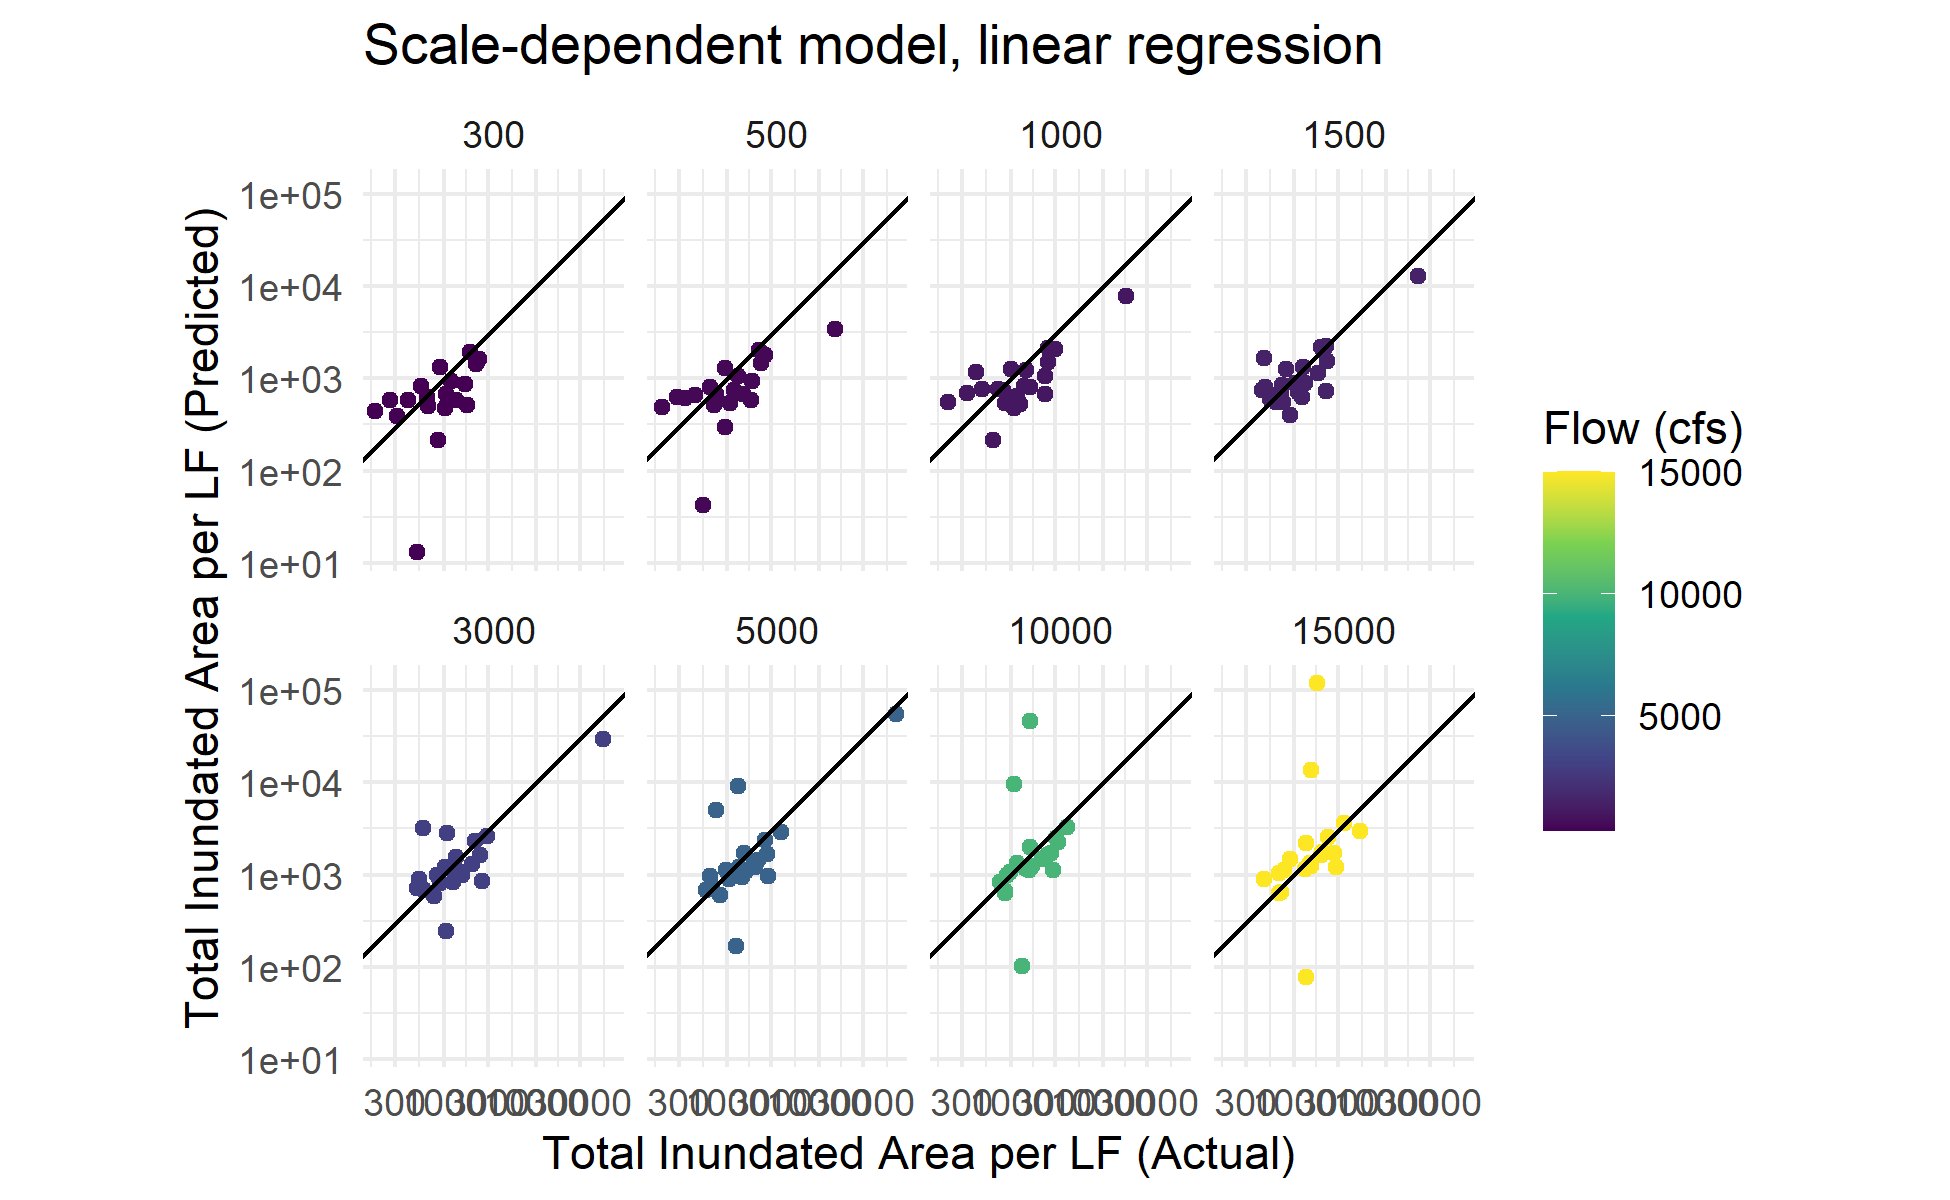 Scale-dependent model, linear regression
300 500 1000 1500
1e+05
1e+04
1e+03
1e+02
1e+01
3000 5000 10000 15000
1e+05
1e+04
1e+03
1e+02
1e+01
Total Inundated Area per LF (Predicted)
Total Inundated Area per LF (Actual)
Flow (cfs)
15000
10000
5000